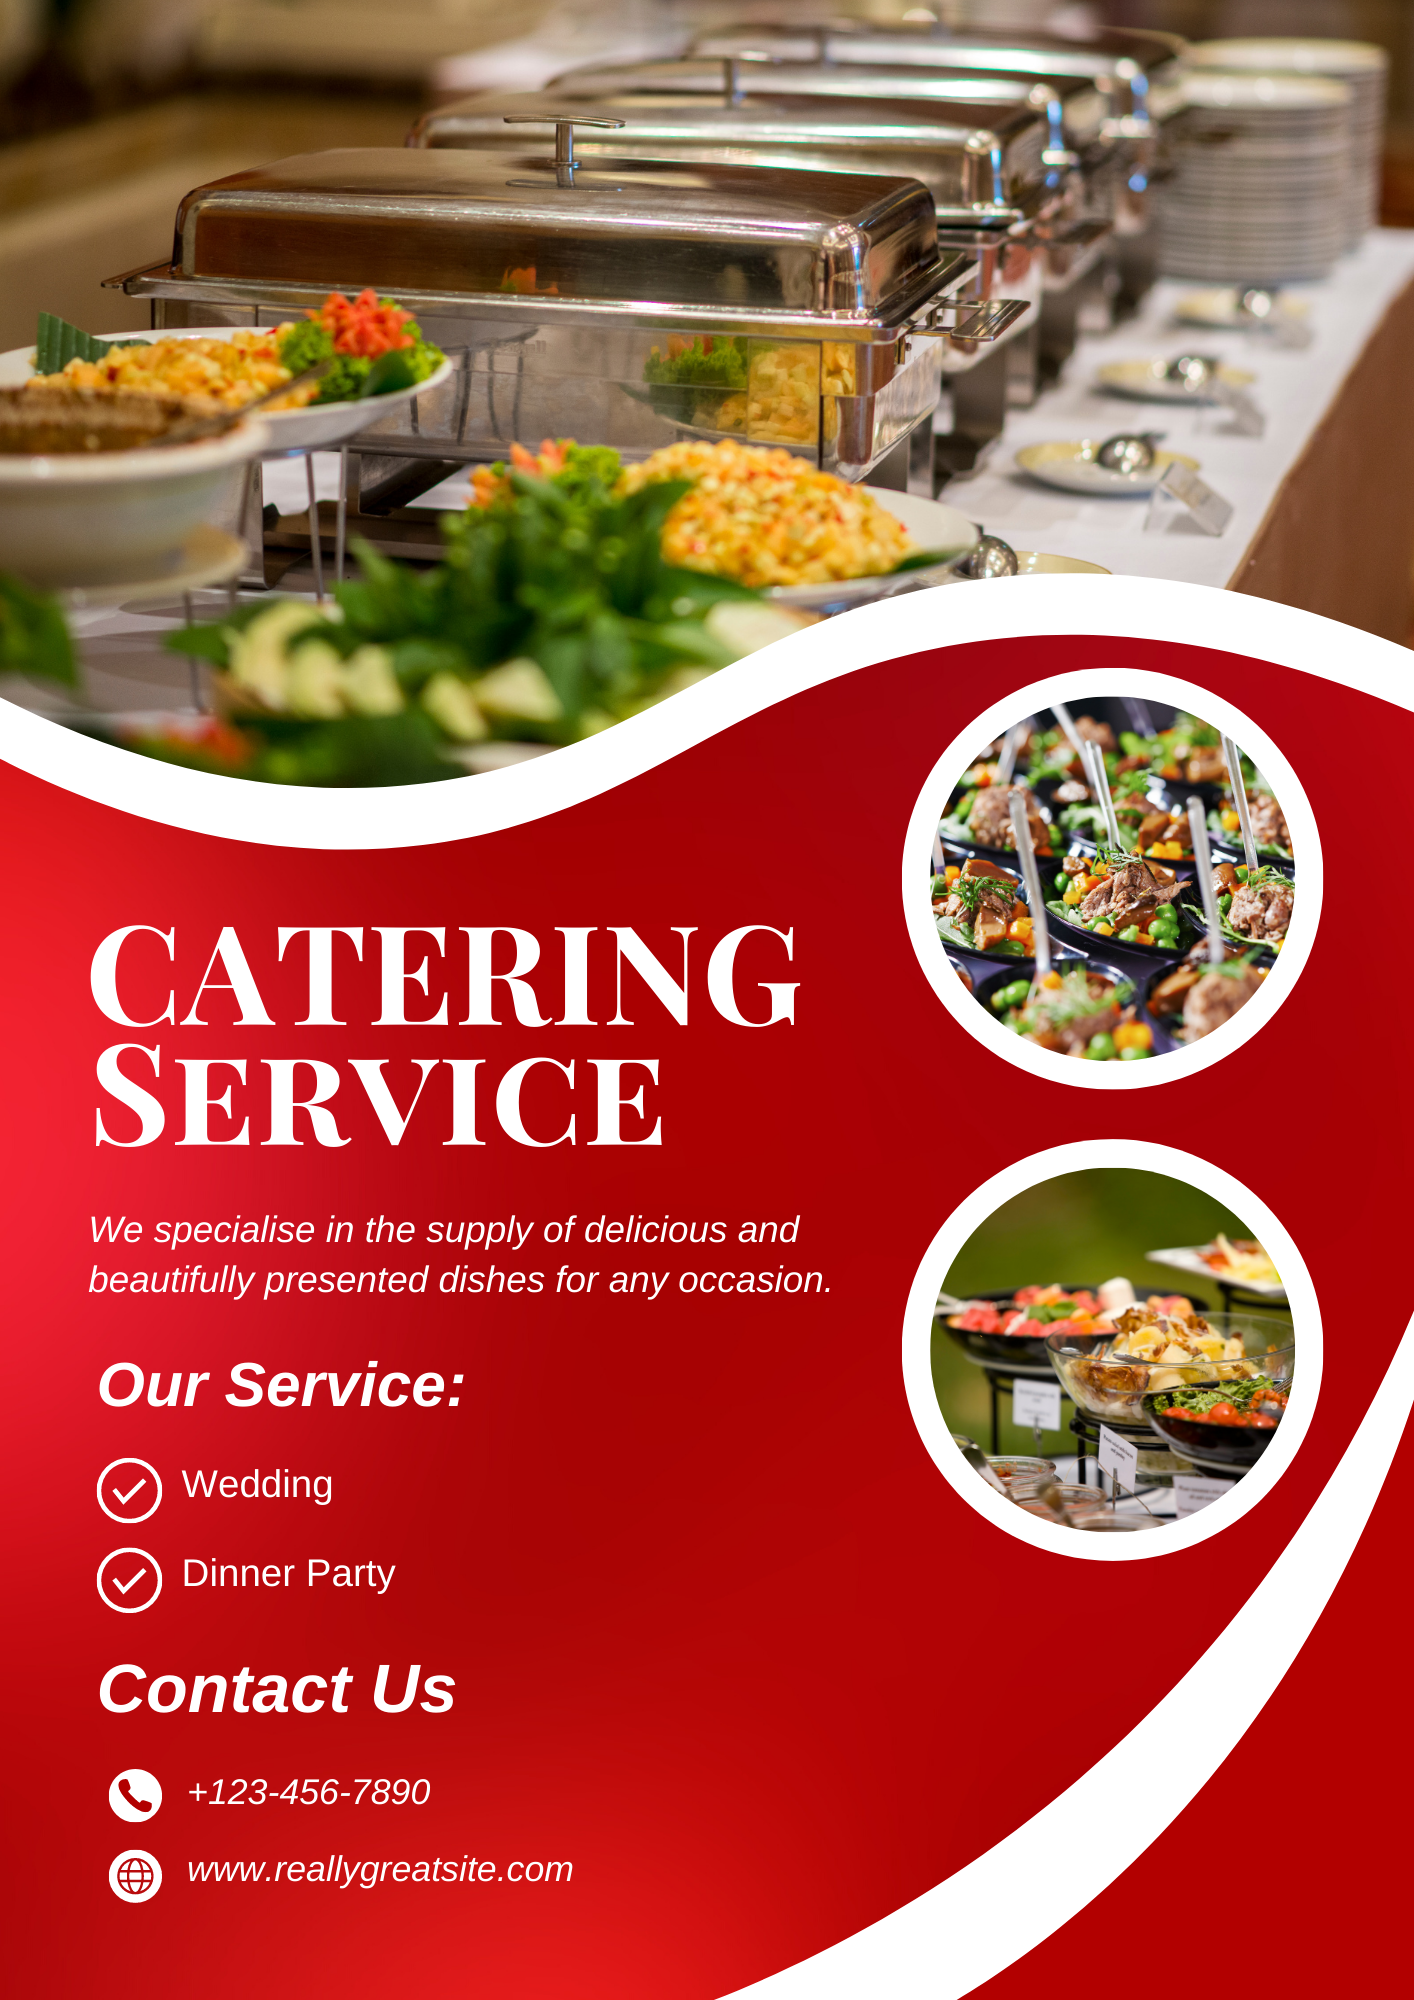 CATERING
SERVICE
We specialise in the supply of delicious and
beautifully presented dishes for any occasion.
Our Service:
Wedding
Dinner Party
Contact Us
+123-456-7890
www.reallygreatsite.com